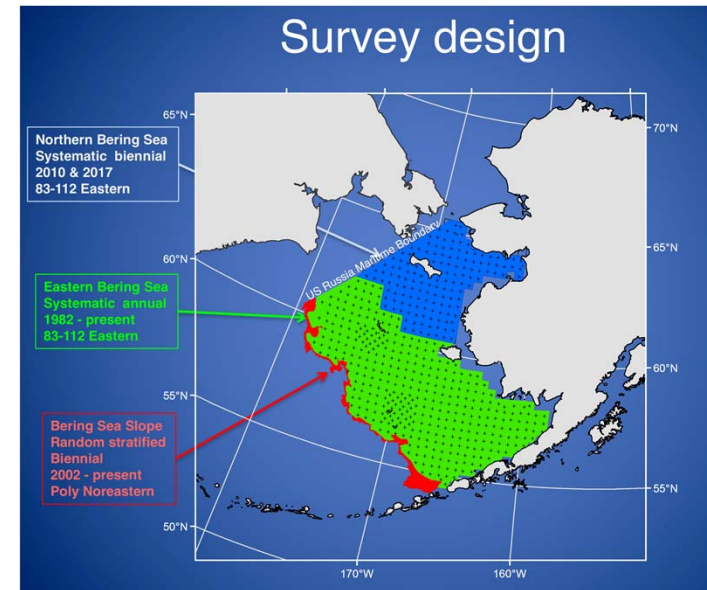 Survey design
65°N
70°N
Northern Bering Sea
Systematic biennial
2010 & 2017
83-112 Eastern
US Russia Maritime Boundary
65°N
60°N
Eastern Bering Sea
Systematic annual
1982 - present
83-112 Eastern
60°N
55°N
Bering Sea Slope
Random stratified
Biennial
2002 - present
Poly Noreastern
55°N
50°N
170°W
160°W